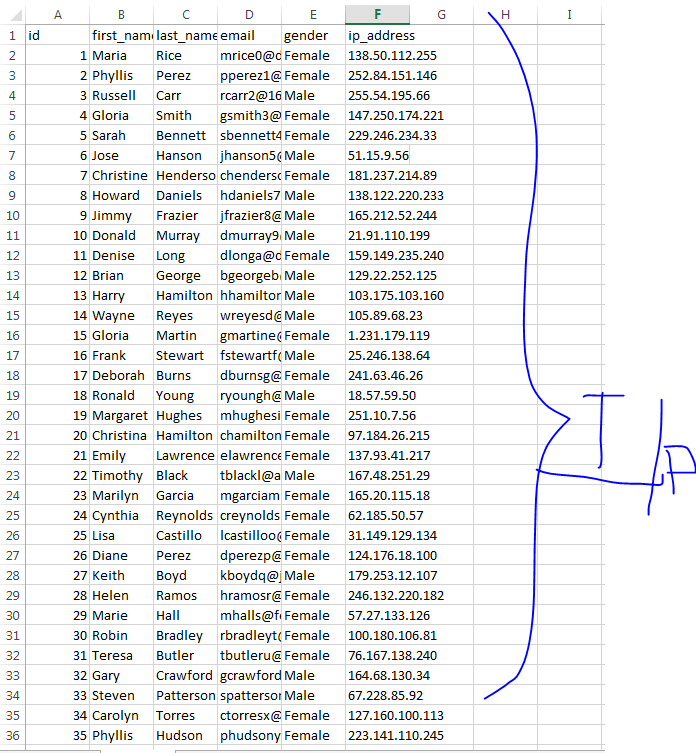 A B C D E F G H I
1 id first_name last_name email gender ip_address
2 1 Maria Rice mrice0@d Female 138.50.112.255
3 2 Phyllis Perez pperez1@ Female 252.84.151.146
4 3 Russell Carr rcarr2@16 Male 255.54.195.66
5 4 Gloria Smith gsmith3@ Female 147.250.174.221
6 5 Sarah Bennett sbennett4 Female 229.246.234.33
7 6 Jose Hanson jhanson5@ Male 51.15.9.56
8 7 Christine Henderso chenderso Female 181.237.214.89
9 8 Howard Daniels hdaniels7 Male 138.122.220.233
10 9 Jimmy Frazier jfrazier8@ Male 165.212.52.244
11 10 Donald Murray dmurray9 Male 21.91.110.199
12 11 Denise Long dlonga@d Female 159.149.235.240
13 12 Brian George bgeorgeb Male 129.22.252.125
14 13 Harry Hamilton hhamilton Male 103.175.103.160
15 14 Wayne Reyes wreyesd@ Male 105.89.68.23
16 15 Gloria Martin gmartine@ Female 1.231.179.119
17 16 Frank Stewart fstewartf@ Male 25.246.138.64
18 17 Deborah Burns dburnsg@ Female 241.63.46.26
19 18 Ronald Young ryoungh@ Male 18.57.59.50
20 19 Margaret Hughes mhughesi Female 251.10.7.56
21 20 Christina Hamilton chamilton Female 97.184.26.215
22 21 Emily Lawrence elawrence Female 137.93.41.217
23 22 Timothy Black tblackl@a Male 167.48.251.29
24 23 Marilyn Garcia mgarciam Female 165.20.115.18
25 24 Cynthia Reynolds creynolds Female 62.185.50.57
26 25 Lisa Castillo lcastilloo@ Female 31.149.129.134
27 26 Diane Perez dperezp@ Female 124.176.18.100
28 27 Keith Boyd kboydq@j Male 179.253.12.107
29 28 Helen Ramos hramosr@ Female 246.132.220.182
30 29 Marie Hall mhalls@f Female 57.27.133.126
31 30 Robin Bradley rbradleyt@ Female 100.180.106.81
32 31 Teresa Butler tbutleru@ Female 76.167.138.240
33 32 Gary Crawford gcrawford Male 164.68.130.34
34 33 Steven Patterson spatterson Male 67.228.85.92
35 34 Carolyn Torres ctorresx@ Female 127.160.100.113
36 35 Phyllis Hudson phudsony Female 223.141.110.245